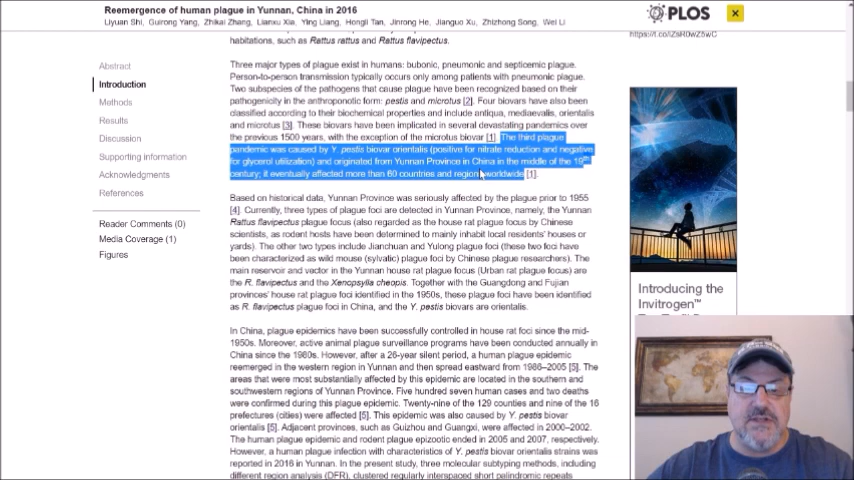 Reemergence of human plague in Yunnan, China in 2016
Liyuan Shi, Guirong Yang, Zhikai Zhang, Lianxu Xia, Ying Liang, Hongli Tan, Jinrong He, Jianguo Xu, Zhizhong Song, Wei Li
PLOS
x
habitations, such as Rattus rattus and Rattus flavipectus.
Abstract
Introduction
Methods
Results
Discussion
Supporting information
Acknowledgments
References
Reader Comments (0)
Media Coverage (1)
Figures
Three major types of plague exist in humans: bubonic, pneumonic and septicemic plague.
Person-to-person transmission typically occurs only among patients with pneumonic plague.
Two subspecies of the pathogens that cause plague have been recognized based on their
pathogenicity in the anthroponotic form: pestis and microtus [2]. Four biovars have also been
classified according to their biochemical properties and include antiqua, mediaevalis, orientalis
and microtus [3]. These biovars have been implicated in several devastating pandemics over
the previous 1500 years, with the exception of the microtus biovar [1]. The third plague
pandemic was caused by Y. pestis biovar orientalis (positive for nitrate reduction and negative
for glycerol utilization) and originated from Yunnan Province in China in the middle of the 19th
century; it eventually affected more than 60 countries and regions worldwide [1].
Based on historical data, Yunnan Province was seriously affected by the plague prior to 1955
[4]. Currently, three types of plague foci are detected in Yunnan Province, namely, the Yunnan
Rattus flavipectus plague focus (also regarded as the house rat plague focus by Chinese
scientists, as rodent hosts have been determined to mainly inhabit local residents' houses or
yards). The other two types include Jianchuan and Yulong plague foci (these two foci have
been characterized as wild mouse (sylvatic) plague foci by Chinese plague researchers). The
main reservoir and vector in the Yunnan house rat plague focus (Urban rat plague focus) are
the R. flavipectus and the Xenopsylla cheopis. Together with the Guangdong and Fujian
provinces' house rat plague foci identified in the 1950s, these plague foci have been identified
as R. flavipectus plague foci in China, and the Y. pestis biovars are orientalis.
In China, plague epidemics have been successfully controlled in house rat foci since the mid-
1950s. Moreover, active animal plague surveillance programs have been conducted annually in
China since the 1980s. However, after a 26-year silent period, a human plague epidemic
reemerged in the western region in Yunnan and then spread eastward from 1986–2005 [5]. The
areas that were most substantially affected by this epidemic are located in the southern and
southwestern regions of Yunnan Province. Five hundred seven human cases and two deaths
were confirmed during this plague epidemic. Twenty-nine of the 129 counties and nine of the 16
prefectures (cities) were affected [5]. This epidemic was also caused by Y. pestis biovar
orientalis [5]. Adjacent provinces, such as Guizhou and Guangxi, were affected in 2000–2002.
The human plague epidemic and rodent plague epizootic ended in 2005 and 2007, respectively.
However, a human plague infection with characteristics of Y. pestis biovar orientalis strains was
reported in 2016 in Yunnan. In the present study, three molecular subtyping methods, including
different region analysis (DFR), clustered regularly interspaced short palindromic repeats
Introducing the
Invitrogen™